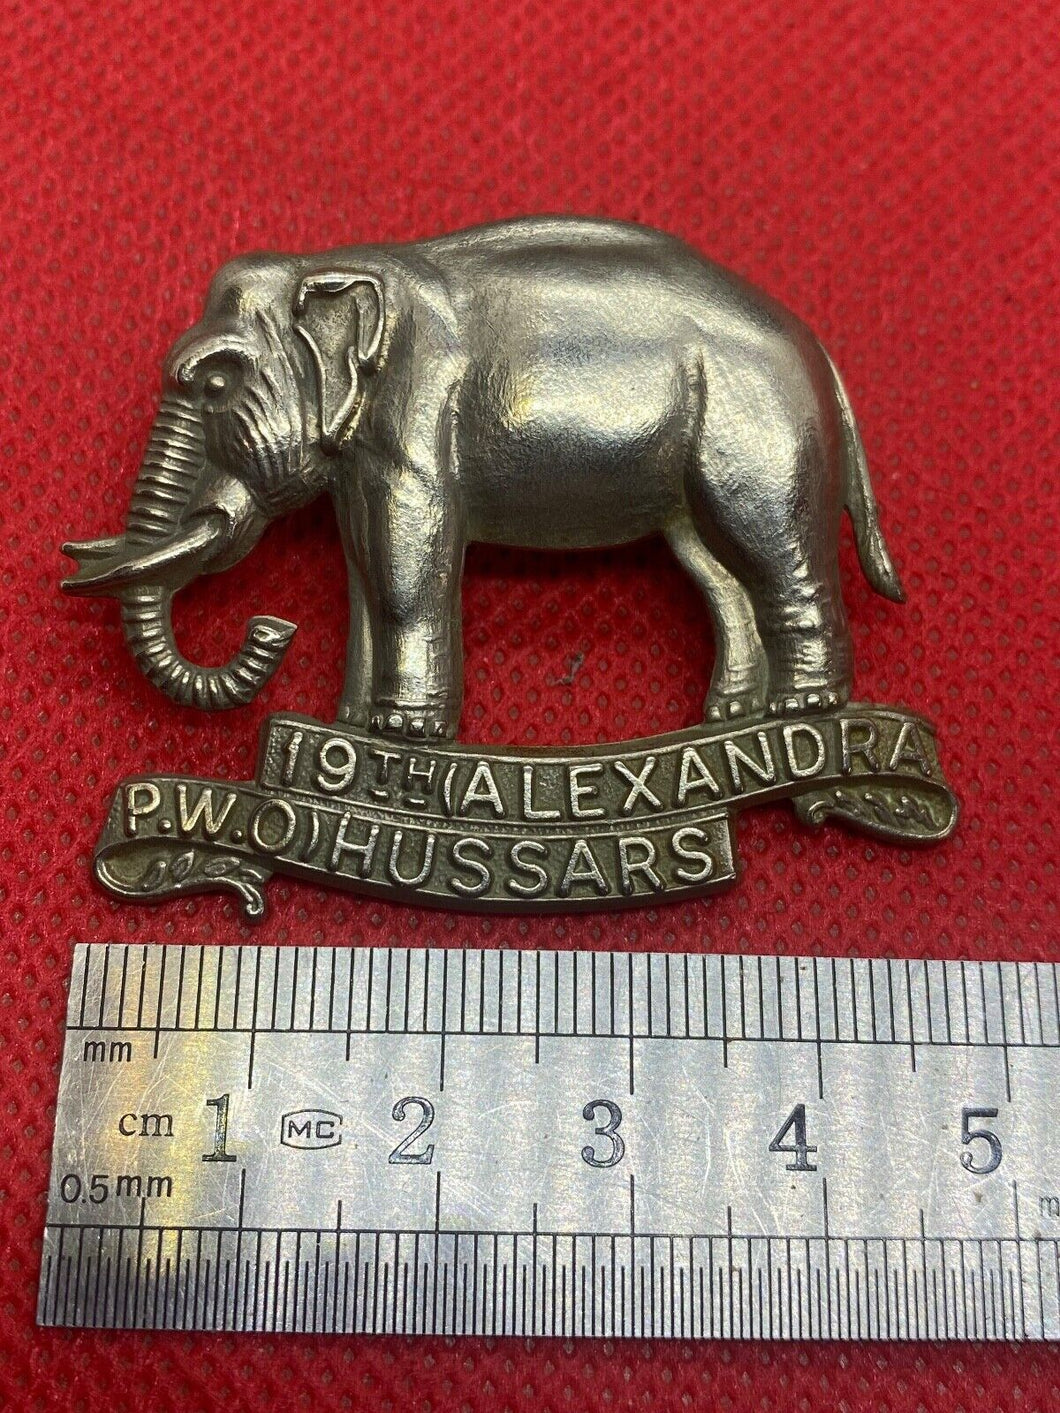 19TH (ALEXANDRA
P.W.O) HUSSARS
mm
cm 1 MC 2 3 4 5
0.5mm